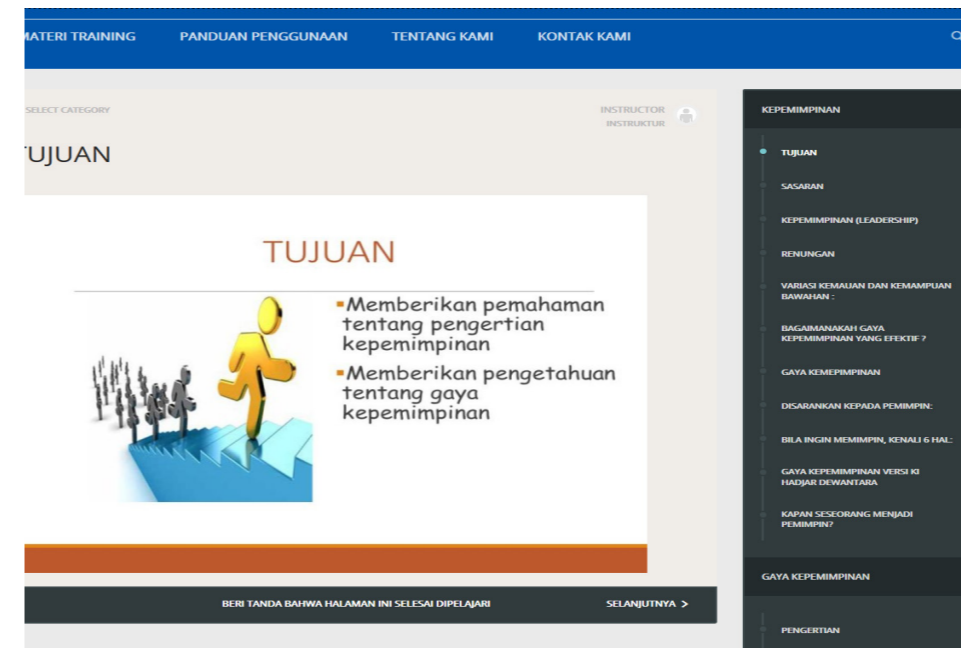 MATERI TRAINING PANDUAN PENGGUNAAN TENTANG KAMI KONTAK KAMI
SELECT CATEGORY
INSTRUCTOR
INSTRUKTUR
TUJUAN
TUJUAN
▪Memberikan pemahaman
tentang pengertian
kepemimpinan
▪Memberikan pengetahuan
tentang gaya
kepemimpinan
BERI TANDA BAHWA HALAMAN INI SELESAI DIPELAJARI SELANJUTNYA >
KEPEMIMPINAN
TUJUAN
SASARAN
KEPEMIMPINAN (LEADERSHIP)
RENUNGAN
VARIASI KEMAUAN DAN KEMAMPUAN
BAWAHAN :
BAGAIMANAKAH GAYA
KEPEMIMPINAN YANG EFEKTIF ?
GAYA KEMEPIMPINAN
DISARANKAN KEPADA PEMIMPIN:
BILA INGIN MEMIMPIN, KENALI 6 HAL:
GAYA KEPEMIMPINAN VERSI KI
HADJAR DEWANTARA
KAPAN SESEORANG MENJADI
PEMIMPIN?
GAYA KEPEMIMPINAN
PENGERTIAN